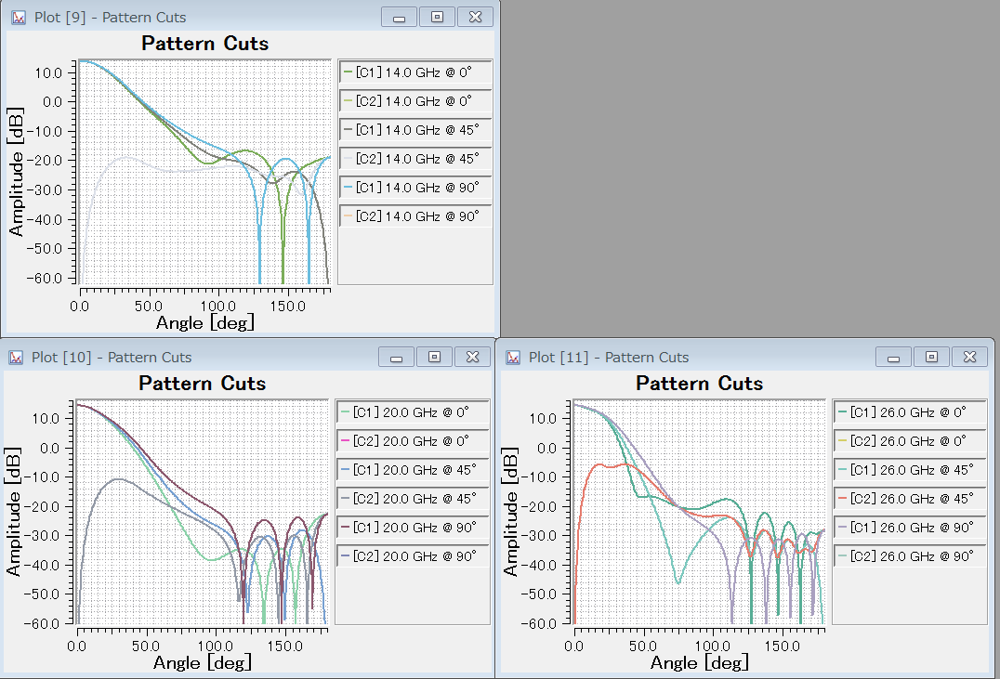 Plot [9] - Pattern Cuts
Pattern Cuts
Amplitude [dB]
10.0
0.0
-10.0
-20.0
-30.0
-40.0
-50.0
-60.0
0.0 50.0 100.0 150.0
Angle [deg]
[C1] 14.0 GHz @ 0°
[C2] 14.0 GHz @ 0°
[C1] 14.0 GHz @ 45°
[C2] 14.0 GHz @ 45°
[C1] 14.0 GHz @ 90°
[C2] 14.0 GHz @ 90°
Plot [10] - Pattern Cuts
Pattern Cuts
Amplitude [dB]
10.0
0.0
-10.0
-20.0
-30.0
-40.0
-50.0
-60.0
0.0 50.0 100.0 150.0
Angle [deg]
[C1] 20.0 GHz @ 0°
[C2] 20.0 GHz @ 0°
[C1] 20.0 GHz @ 45°
[C2] 20.0 GHz @ 45°
[C1] 20.0 GHz @ 90°
[C2] 20.0 GHz @ 90°
Plot [11] - Pattern Cuts
Pattern Cuts
Amplitude [dB]
10.0
0.0
-10.0
-20.0
-30.0
-40.0
-50.0
-60.0
0.0 50.0 100.0 150.0
Angle [deg]
[C1] 26.0 GHz @ 0°
[C2] 26.0 GHz @ 0°
[C1] 26.0 GHz @ 45°
[C2] 26.0 GHz @ 45°
[C1] 26.0 GHz @ 90°
[C2] 26.0 GHz @ 90°